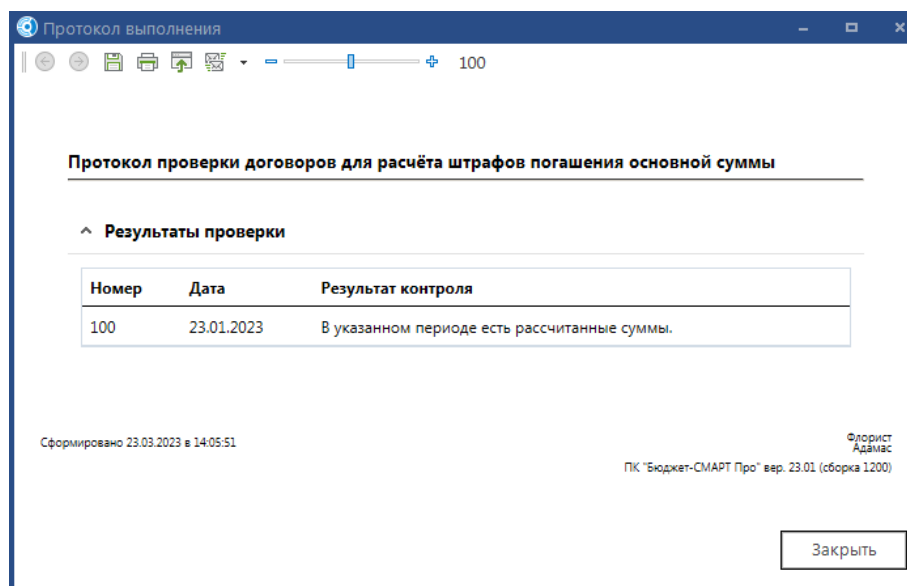 Протокол выполнения
100
Протокол проверки договоров для расчёта штрафов погашения основной суммы
Результаты проверки
Номер Дата Результат контроля
100 23.01.2023 В указанном периоде есть рассчитанные суммы.
Сформировано 23.03.2023 в 14:05:51
Флорист
Адамас
ПК "Бюджет-СМАРТ Про" вер. 23.01 (сборка 1200)
Закрыть